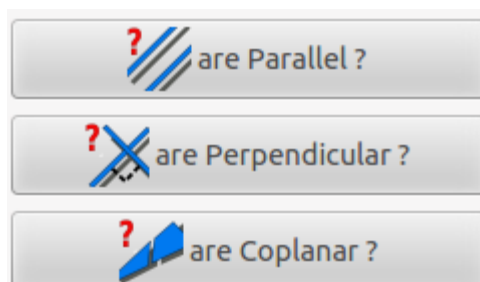 ? are Parallel ?
? are Perpendicular ?
? are Coplanar ?